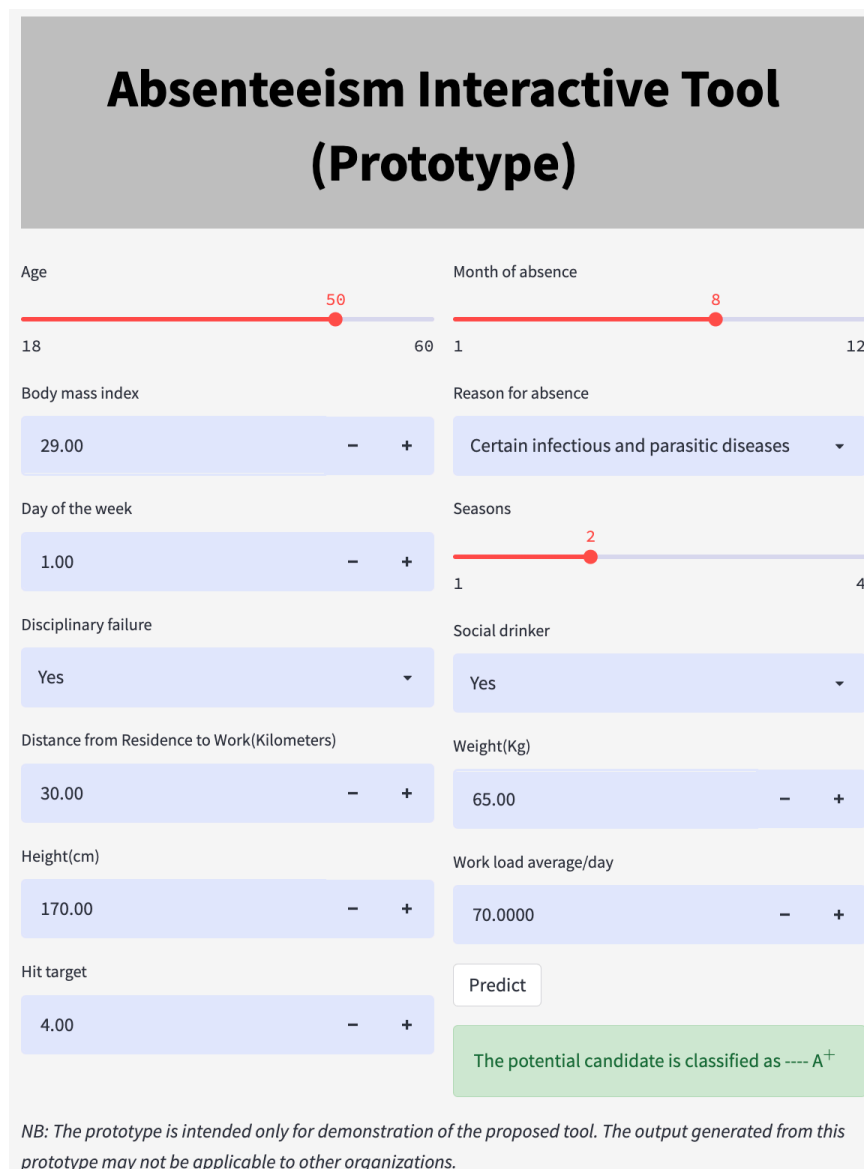 Absenteeism Interactive Tool
(Prototype)
Age
50
18 60
Month of absence
8
1 12
Body mass index
29.00 − +
Reason for absence
Certain infectious and parasitic diseases
Day of the week
1.00 − +
Seasons
2
1 4
Disciplinary failure
Yes
Social drinker
Yes
Distance from Residence to Work(Kilometers)
30.00 − +
Weight(Kg)
65.00 − +
Height(cm)
170.00 − +
Work load average/day
70.0000 − +
Hit target
4.00 − +
Predict
The potential candidate is classified as ---- A⁺
NB: The prototype is intended only for demonstration of the proposed tool. The output generated from this
prototype may not be applicable to other organizations.